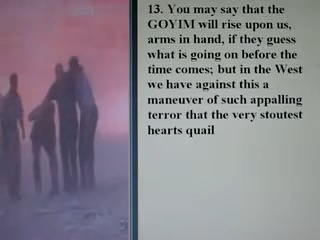 13. You may say that the
GOYIM will rise upon us,
arms in hand, if they guess
what is going on before the
time comes; but in the West
we have against this a
maneuver of such appalling
terror that the very stoutest
hearts quail